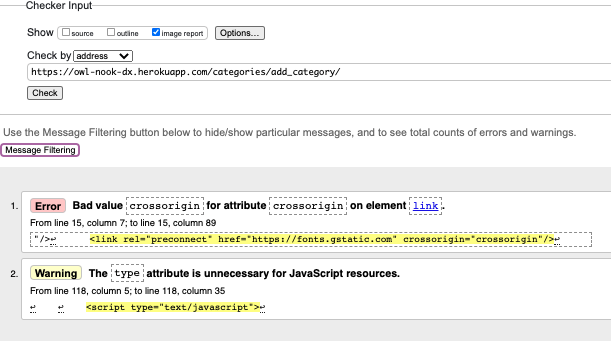 Checker Input
Show source outline image report Options...
Check by address
https://owl-nook-dx.herokuapp.com/categories/add_category/
Check
Use the Message Filtering button below to hide/show particular messages, and to see total counts of errors and warnings.
Message Filtering
1. Error Bad value crossorigin for attribute crossorigin on element link.
From line 15, column 7; to line 15, column 89
"/>↩ <link rel="preconnect" href="https://fonts.gstatic.com" crossorigin="crossorigin"/>↩
2. Warning The type attribute is unnecessary for JavaScript resources.
From line 118, column 5; to line 118, column 35
↩ ↩ <script type="text/javascript">↩